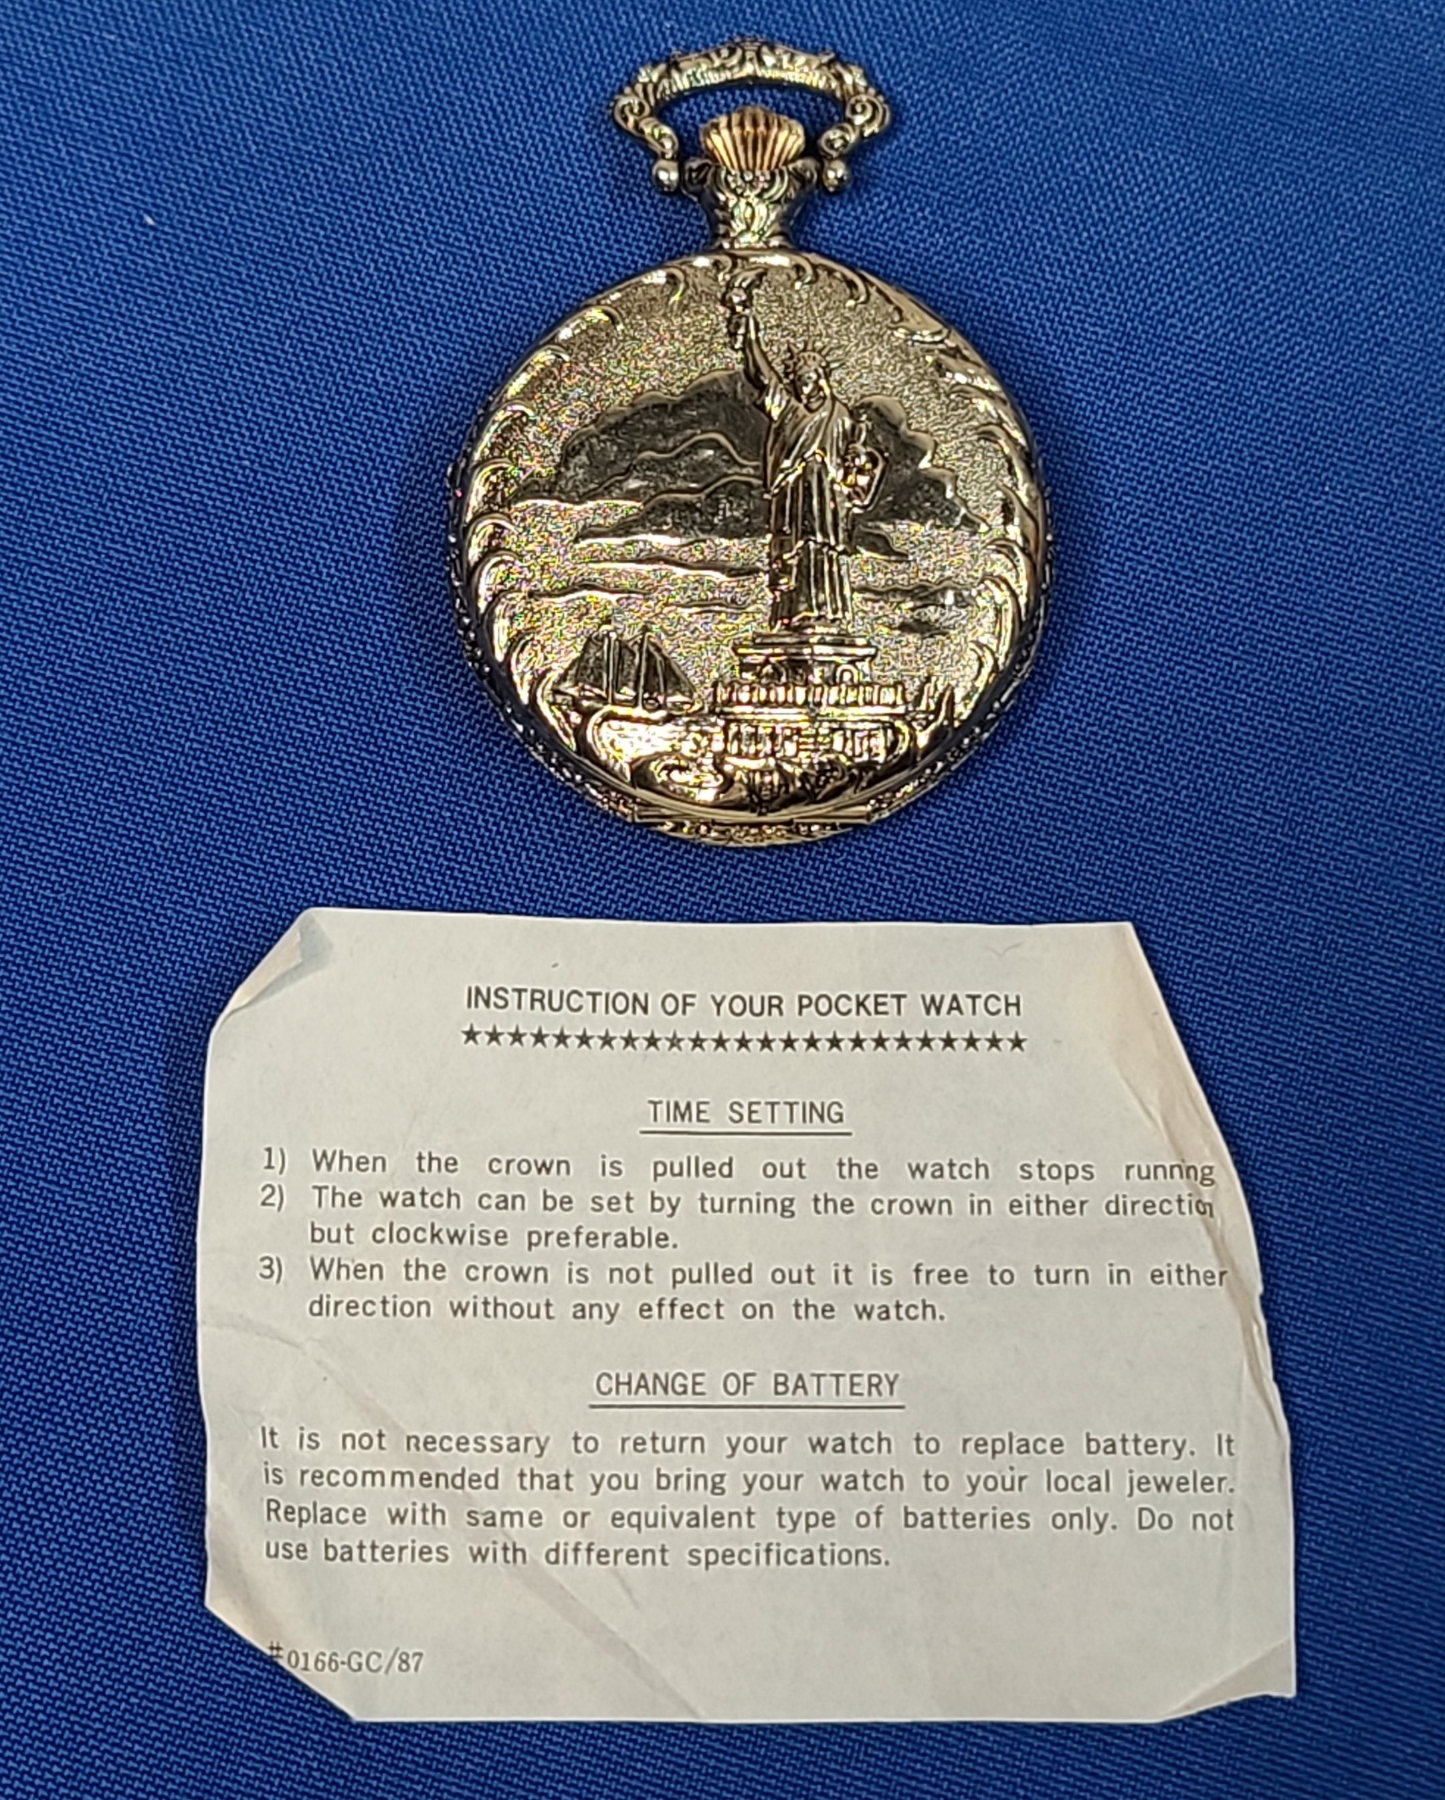 INSTRUCTION OF YOUR POCKET WATCH
★★★★★★★★★★★★★★★★★★★★★★★★★
TIME SETTING
1) When the crown is pulled out the watch stops running
2) The watch can be set by turning the crown in either direction
but clockwise preferable.
3) When the crown is not pulled out it is free to turn in either
direction without any effect on the watch.
CHANGE OF BATTERY
It is not necessary to return your watch to replace battery. It
is recommended that you bring your watch to your local jeweler.
Replace with same or equivalent type of batteries only. Do not
use batteries with different specifications.
#0166-GC/87